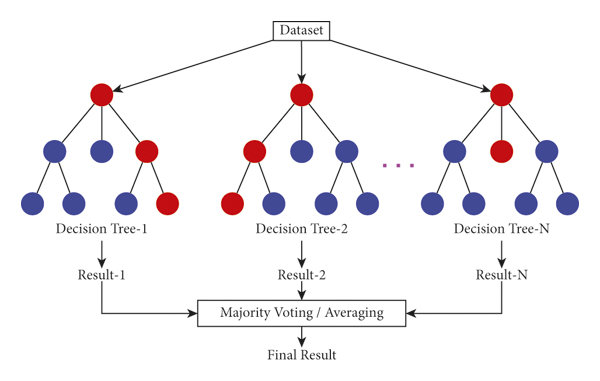 Dataset
Decision Tree-1
Decision Tree-2
Decision Tree-N
Result-1
Result-2
Result-N
Majority Voting / Averaging
Final Result